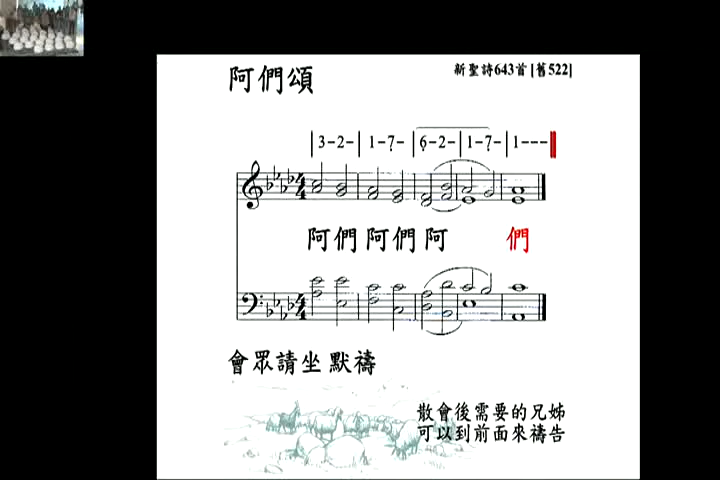 阿們頌
新聖詩643首 [舊522]
3-2- 1-7- 6-2- 1-7- 1---
阿們 阿們 阿 們
會眾請坐 默禱
散會後需要的兄姊
可以到前面來禱告